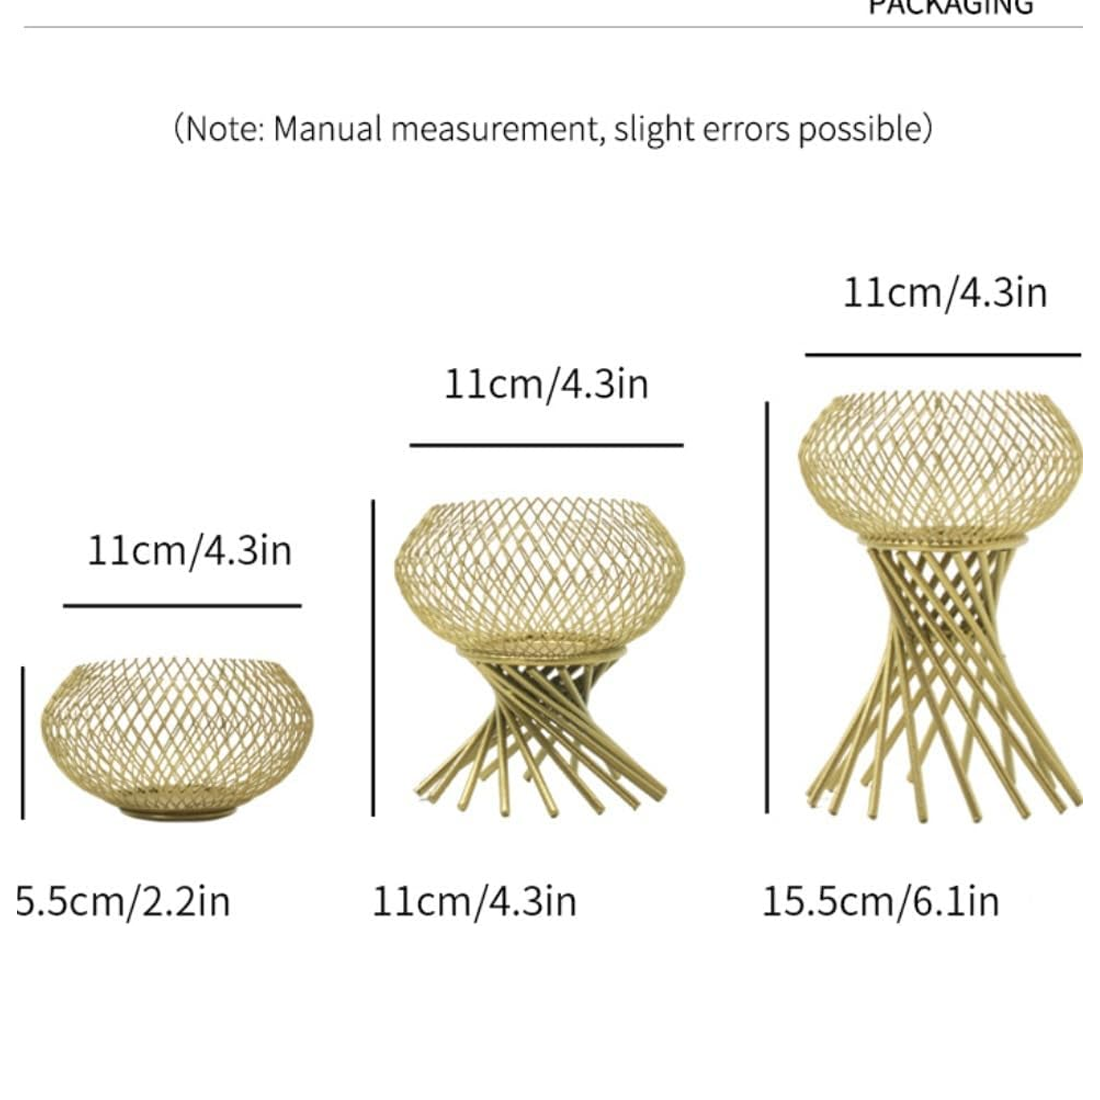 PACKAGING
(Note: Manual measurement, slight errors possible)
11cm/4.3in
11cm/4.3in
11cm/4.3in
5.5cm/2.2in
11cm/4.3in
15.5cm/6.1in